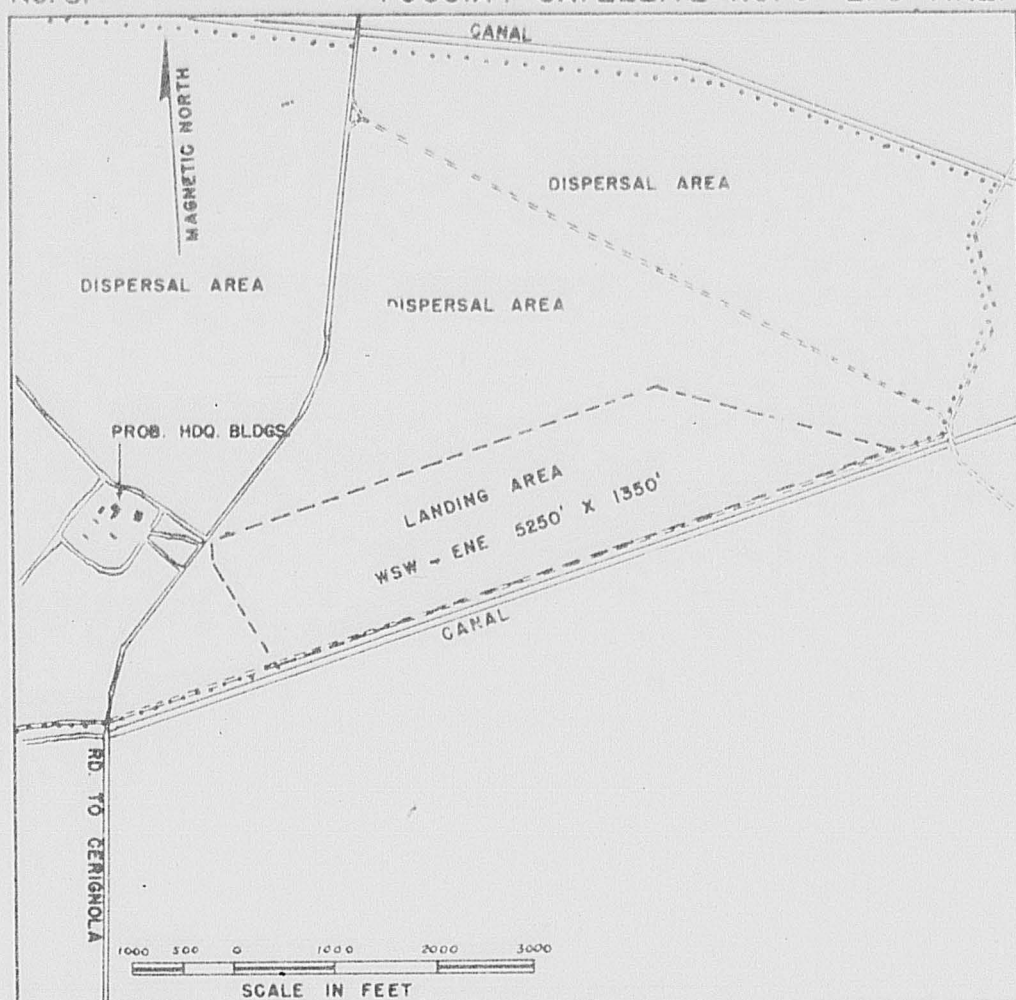 CANAL
MAGNETIC NORTH
DISPERSAL AREA
DISPERSAL AREA
DISPERSAL AREA
PROB. HDQ. BLDGS.
LANDING AREA
WSW - ENE 5250' X 1350'
CANAL
RD. TO CERIGNOLA
1000 500 0 1000 2000 3000
SCALE IN FEET